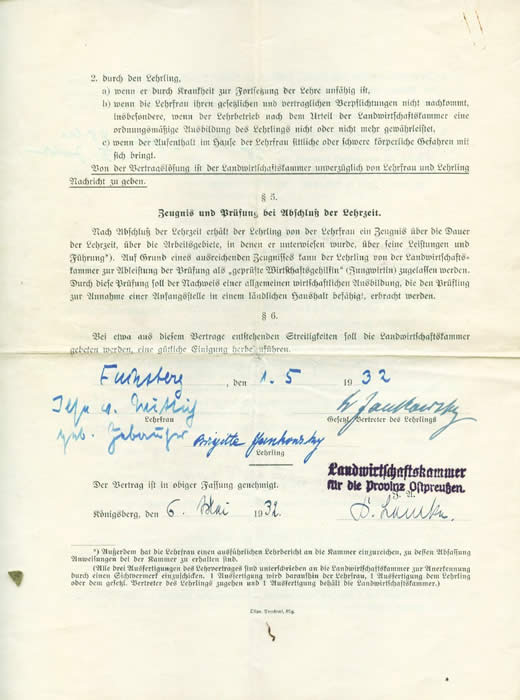 2. durch den Lehrling,
a) wenn er durch Krankheit zur Fortsetzung der Lehre unfähig ist,
b) wenn die Lehrfrau ihren gesetzlichen und vertraglichen Verpflichtungen nicht nachkommt,
insbesondere, wenn der Lehrbetrieb nach dem Urteil der Landwirtschaftskammer eine
ordnungsmäßige Ausbildung des Lehrlings nicht oder nicht mehr gewährleistet,
c) wenn der Aufenthalt im Hause der Lehrfrau sittliche oder schwere körperliche Gefahren mit
sich bringt.
Von der Vertragslösung ist der Landwirtschaftskammer unverzüglich von Lehrfrau und Lehrling
Nachricht zu geben.
§ 5.
Zeugnis und Prüfung bei Abschluß der Lehrzeit.
Nach Abschluß der Lehrzeit erhält der Lehrling von der Lehrfrau ein Zeugnis über die Dauer
der Lehrzeit, über die Arbeitsgebiete, in denen er unterwiesen wurde, über seine Leistungen und
Führung*). Auf Grund eines ausreichenden Zeugnisses kann der Lehrling von der Landwirtschafts-
kammer zur Ableistung der Prüfung als „geprüfte Wirtschaftsgehilfin“ (Jungwirtin) zugelassen werden.
Durch diese Prüfung soll der Nachweis einer allgemeinen wirtschaftlichen Ausbildung, die den Prüfling
zur Annahme einer Anfangsstelle in einem ländlichen Haushalt befähigt, erbracht werden.
§ 6.
Bei etwa aus diesem Vertrage entstehenden Streitigkeiten soll die Landwirtschaftskammer
gebeten werden, eine gütliche Einigung herbeizuführen.
Fuchsberg, den 1. 5 1932
Lehrfrau
Gesetzl. Vertreter des Lehrlings
geb.
Brigitte Jankowsky
Jankowsky
Lehrling
Der Vertrag ist in obiger Fassung genehmigt.
Landwirtschaftskammer
für die Provinz Ostpreußen.
J. A.
Königsberg, den 6. Mai 1932.
*) Außerdem hat die Lehrfrau einen ausführlichen Lehrbericht an die Kammer einzureichen, zu dessen Abfassung
Anweisungen bei der Kammer zu erhalten sind.
(Alle drei Ausfertigungen des Lehrvertrages sind unterschrieben an die Landwirtschaftskammer zur Anerkennung
durch einen Sichtvermerk einzuschicken. 1 Ausfertigung wird daraufhin der Lehrfrau, 1 Ausfertigung dem Lehrling
oder dem gesetzl. Vertreter des Lehrlings zugehen und 1 Ausfertigung behält die Landwirtschaftskammer.)